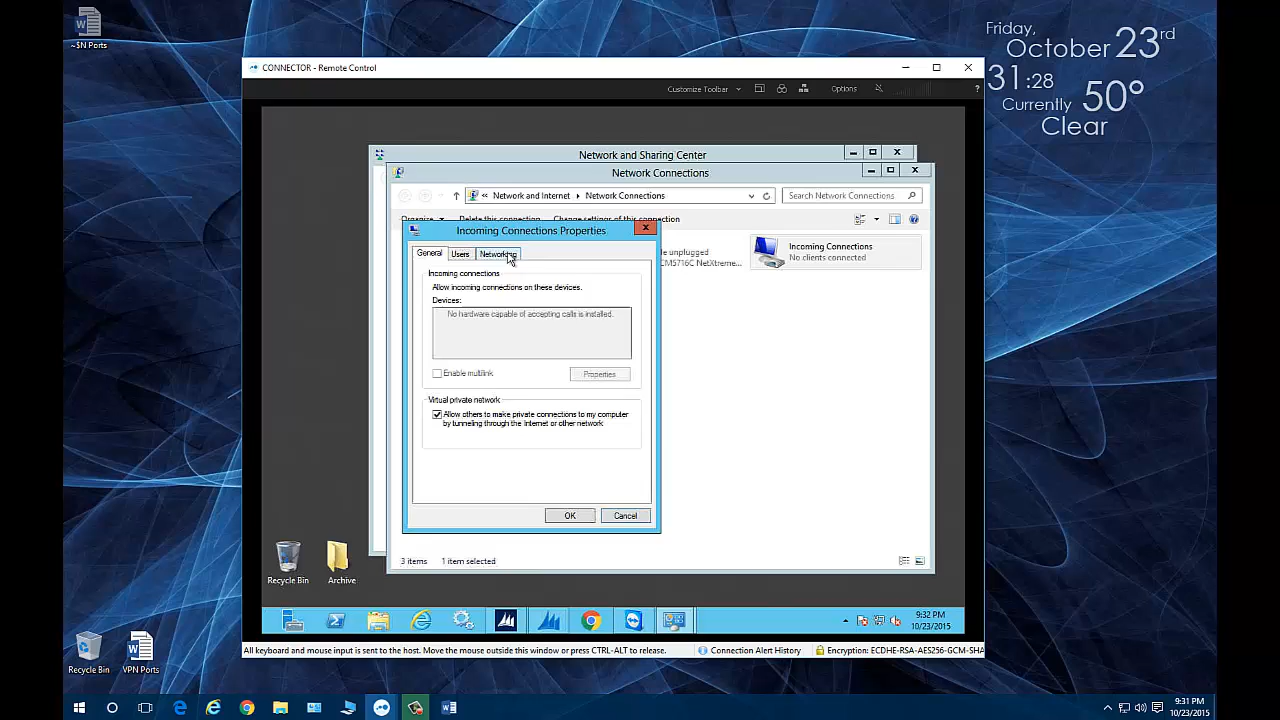 ~$N Ports
Friday,
October 23rd
31:28
Currently 50°
Clear
CONNECTOR - Remote Control
Customize Toolbar
Options
?
Network and Sharing Center
Network Connections
« Network and Internet ▸ Network Connections
Search Network Connections
Organize
Delete this connection
Change settings of this connection
Incoming Connections Properties
General
Users
Networking
Incoming connections
Allow incoming connections on these devices.
Devices:
No hardware capable of accepting calls is installed.
Enable multilink
Properties
Virtual private network
Allow others to make private connections to my computer
by tunneling through the Internet or other network
OK
Cancel
le unplugged
CM5716C NetXtreme...
Incoming Connections
No clients connected
3 items
1 item selected
Recycle Bin
Archive
9:32 PM
10/23/2015
All keyboard and mouse input is sent to the host. Move the mouse outside this window or press CTRL-ALT to release.
Connection Alert History
Encryption: ECDHE-RSA-AES256-GCM-SHA
Recycle Bin
VPN Ports
9:31 PM
10/23/2015